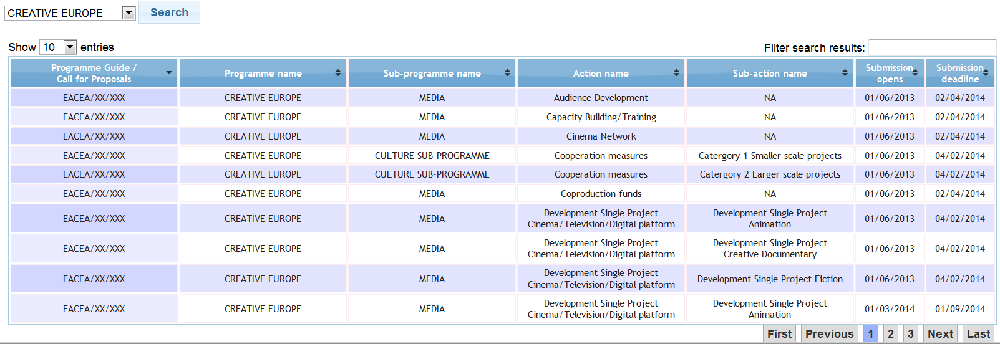 CREATIVE EUROPE Search
Show 10 entries Filter search results:
Programme Guide / Call for Proposals Programme name Sub-programme name Action name Sub-action name Submission opens Submission deadline
EACEA/XX/XXX CREATIVE EUROPE MEDIA Audience Development NA 01/06/2013 02/04/2014
EACEA/XX/XXX CREATIVE EUROPE MEDIA Capacity Building/Training NA 01/06/2013 02/04/2014
EACEA/XX/XXX CREATIVE EUROPE MEDIA Cinema Network NA 01/06/2013 02/04/2014
EACEA/XX/XXX CREATIVE EUROPE CULTURE SUB-PROGRAMME Cooperation measures Catergory 1 Smaller scale projects 01/06/2013 04/02/2014
EACEA/XX/XXX CREATIVE EUROPE CULTURE SUB-PROGRAMME Cooperation measures Catergory 2 Larger scale projects 01/06/2013 04/02/2014
EACEA/XX/XXX CREATIVE EUROPE MEDIA Coproduction funds NA 01/06/2013 02/04/2014
EACEA/XX/XXX CREATIVE EUROPE MEDIA Development Single Project Cinema/Television/Digital platform Development Single Project Animation 01/06/2013 04/02/2014
EACEA/XX/XXX CREATIVE EUROPE MEDIA Development Single Project Cinema/Television/Digital platform Development Single Project Creative Documentary 01/06/2013 04/02/2014
EACEA/XX/XXX CREATIVE EUROPE MEDIA Development Single Project Cinema/Television/Digital platform Development Single Project Fiction 01/06/2013 04/02/2014
EACEA/XX/XXX CREATIVE EUROPE MEDIA Development Single Project Cinema/Television/Digital platform Development Single Project Animation 01/03/2014 01/09/2014
First Previous 1 2 3 Next Last